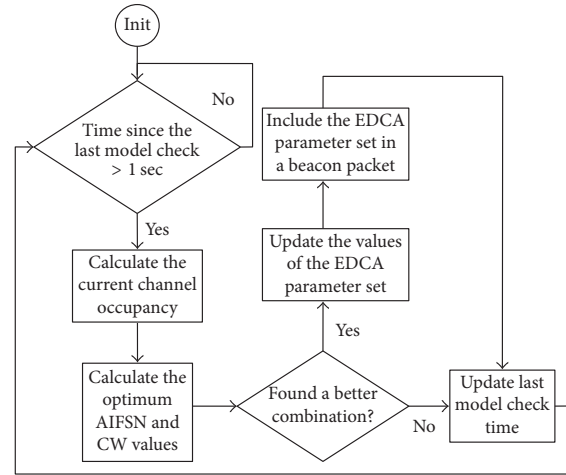 Init
Time since the
last model check
> 1 sec
No
Yes
Calculate the
current channel
occupancy
Calculate the
optimum
AIFSN and
CW values
Found a better
combination?
Yes
No
Update the values
of the EDCA
parameter set
Include the EDCA
parameter set in
a beacon packet
Update last
model check
time